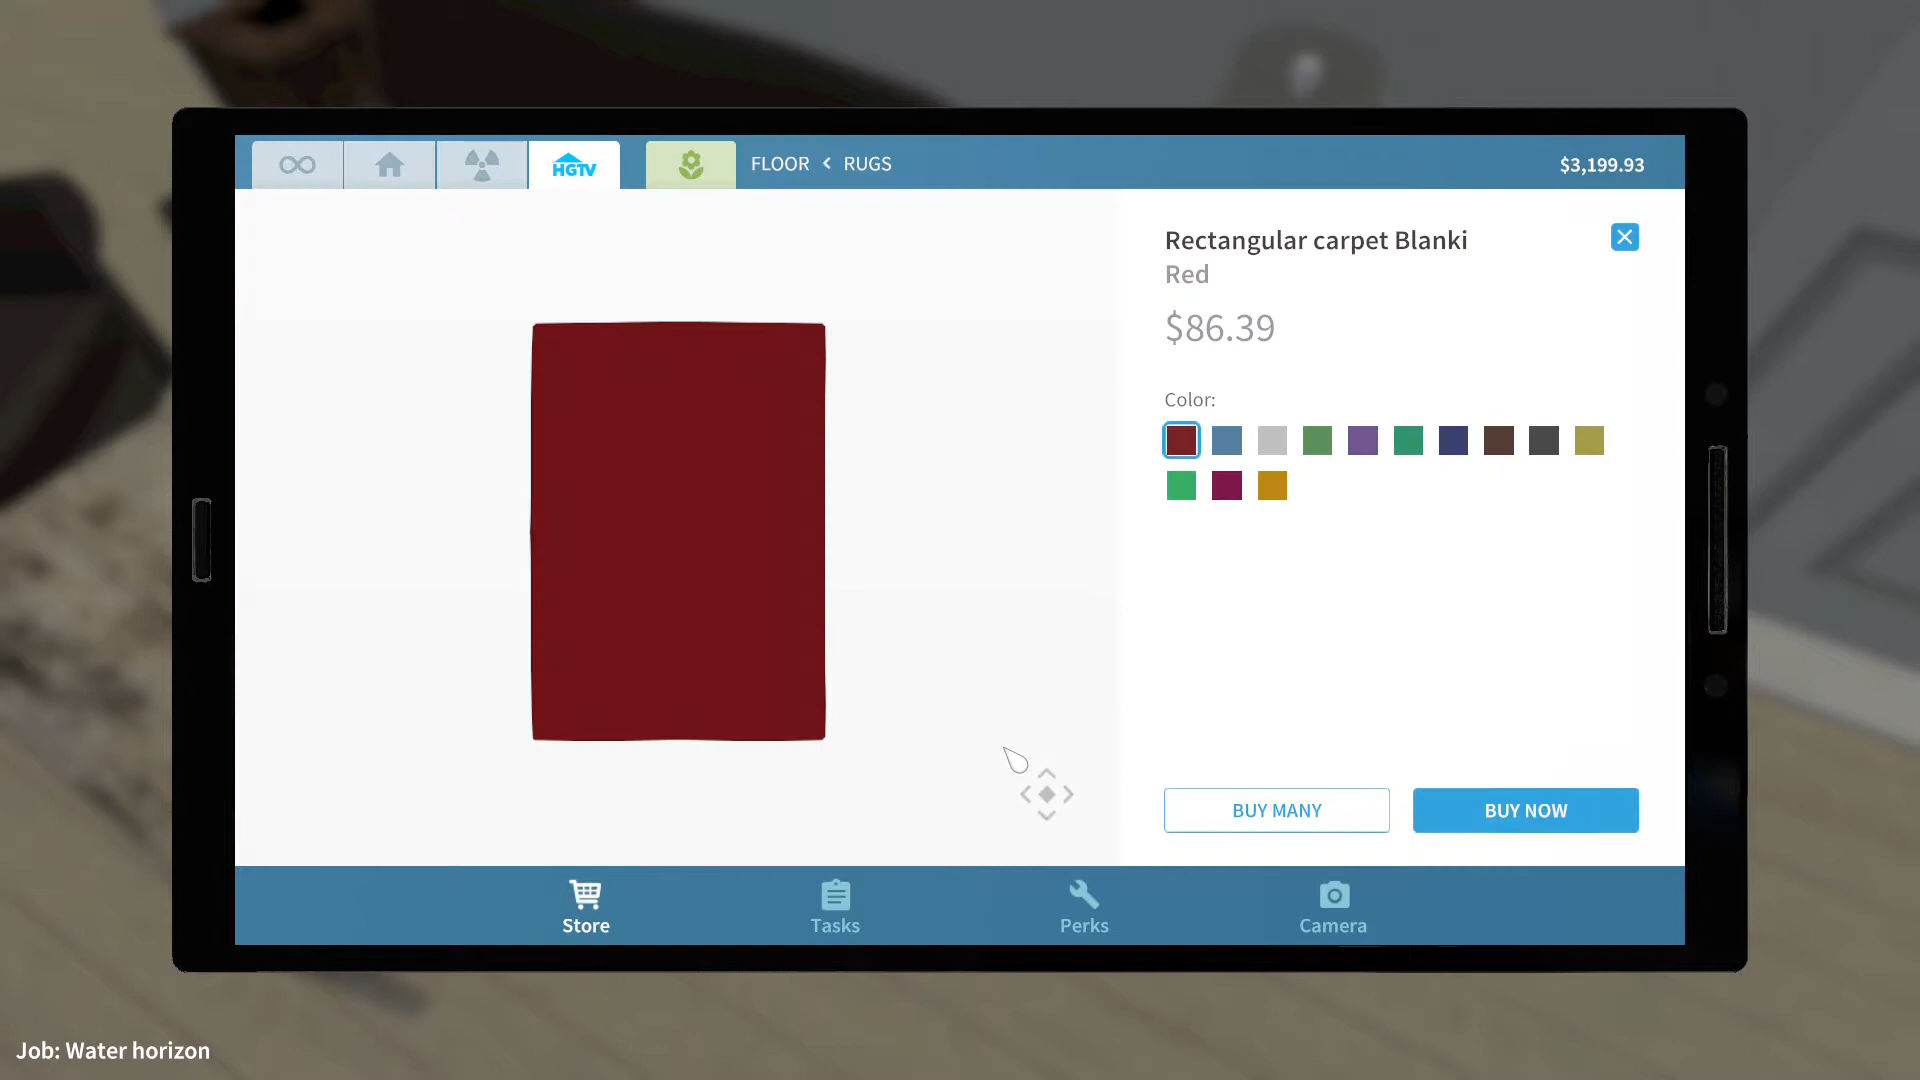 HGTV
FLOOR < RUGS
$3,199.93
Rectangular carpet Blanki
Red
$86.39
Color:
BUY MANY
BUY NOW
Store
Tasks
Perks
Camera
Job: Water horizon